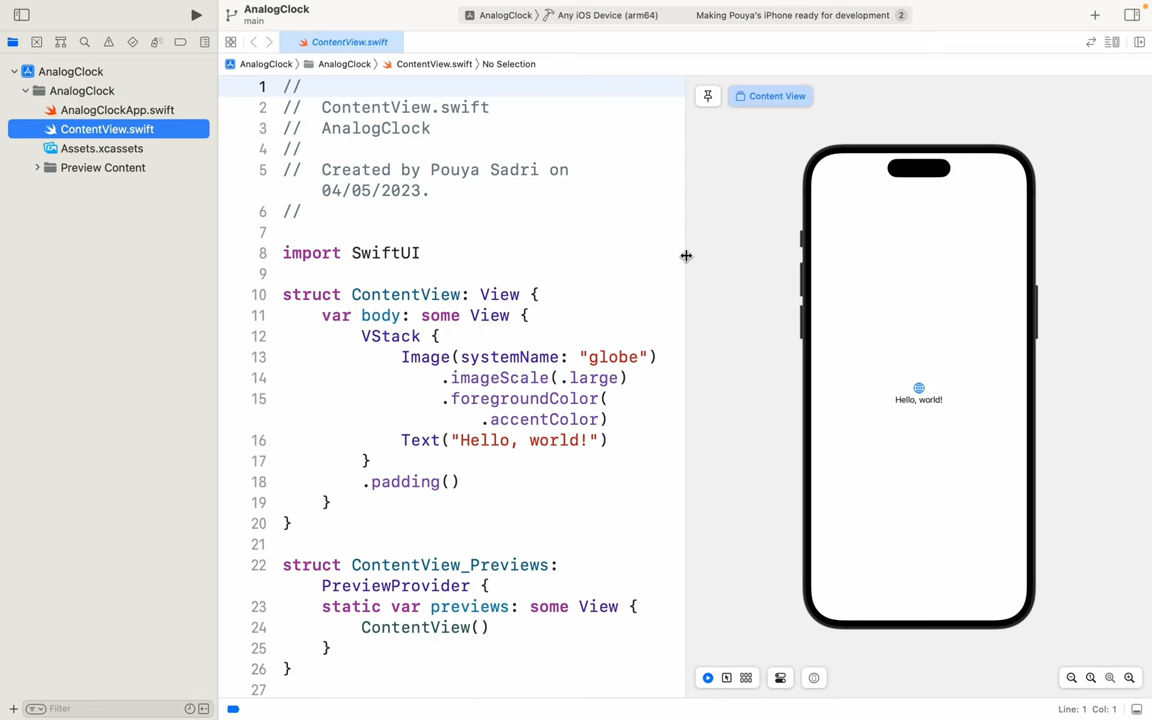 AnalogClock
main
AnalogClock
Any iOS Device (arm64)
Making Pouya's iPhone ready for development
2
ContentView.swift
AnalogClock
AnalogClock
ContentView.swift
No Selection
AnalogClock
AnalogClock
AnalogClockApp.swift
ContentView.swift
Assets.xcassets
Preview Content
1 //
2 //  ContentView.swift
3 //  AnalogClock
4 //
5 //  Created by Pouya Sadri on
04/05/2023.
6 //
7
8 import SwiftUI
9
10 struct ContentView: View {
11     var body: some View {
12         VStack {
13             Image(systemName: "globe")
14                 .imageScale(.large)
15                 .foregroundColor(
.accentColor)
16             Text("Hello, world!")
17         }
18         .padding()
19     }
20 }
21
22 struct ContentView_Previews:
PreviewProvider {
23     static var previews: some View {
24         ContentView()
25     }
26 }
27
Content View
Hello, world!
Filter
Line: 1 Col: 1